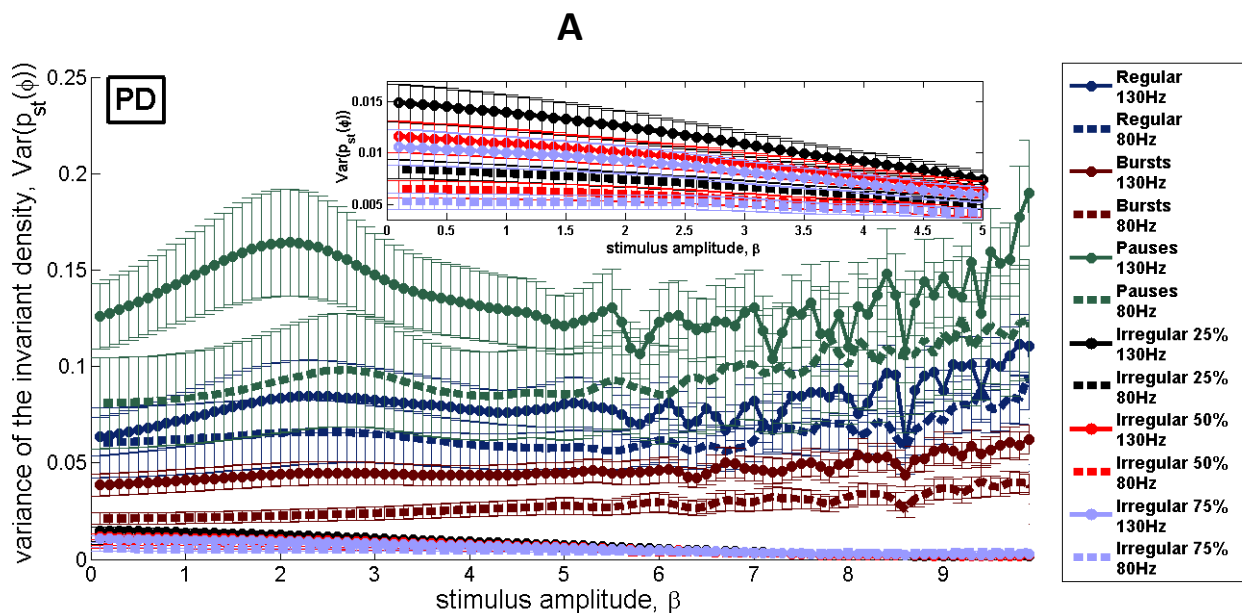 A
PD
variance of the invariant density, Var(p_st(ϕ))
0.25
0.2
0.15
0.1
0.05
0
0 1 2 3 4 5 6 7 8 9
stimulus amplitude, β
Var(p_st(ϕ))
0.015
0.01
0.005
0 0.5 1 1.5 2 2.5 3 3.5 4 4.5 5
stimulus amplitude, β
Regular
130Hz
Regular
80Hz
Bursts
130Hz
Bursts
80Hz
Pauses
130Hz
Pauses
80Hz
Irregular 25%
130Hz
Irregular 25%
80Hz
Irregular 50%
130Hz
Irregular 50%
80Hz
Irregular 75%
130Hz
Irregular 75%
80Hz